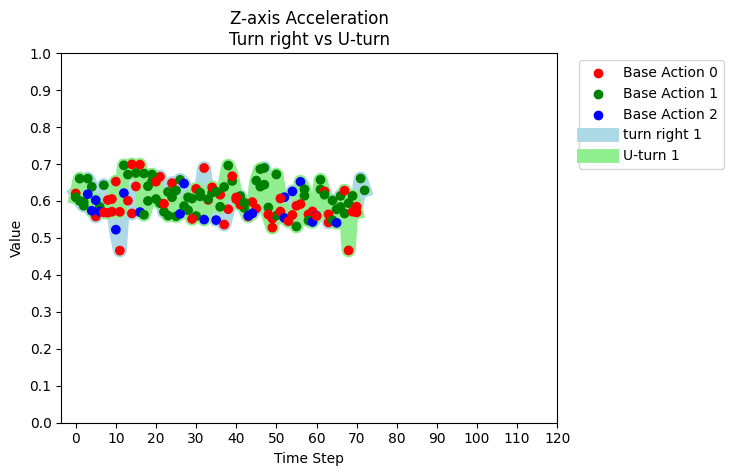 Z-axis Acceleration
Turn right vs U-turn
1.0
0.9
0.8
0.7
0.6
0.5
0.4
0.3
0.2
0.1
0.0
Value
0 10 20 30 40 50 60 70 80 90 100 110 120
Time Step
Base Action 0
Base Action 1
Base Action 2
turn right 1
U-turn 1